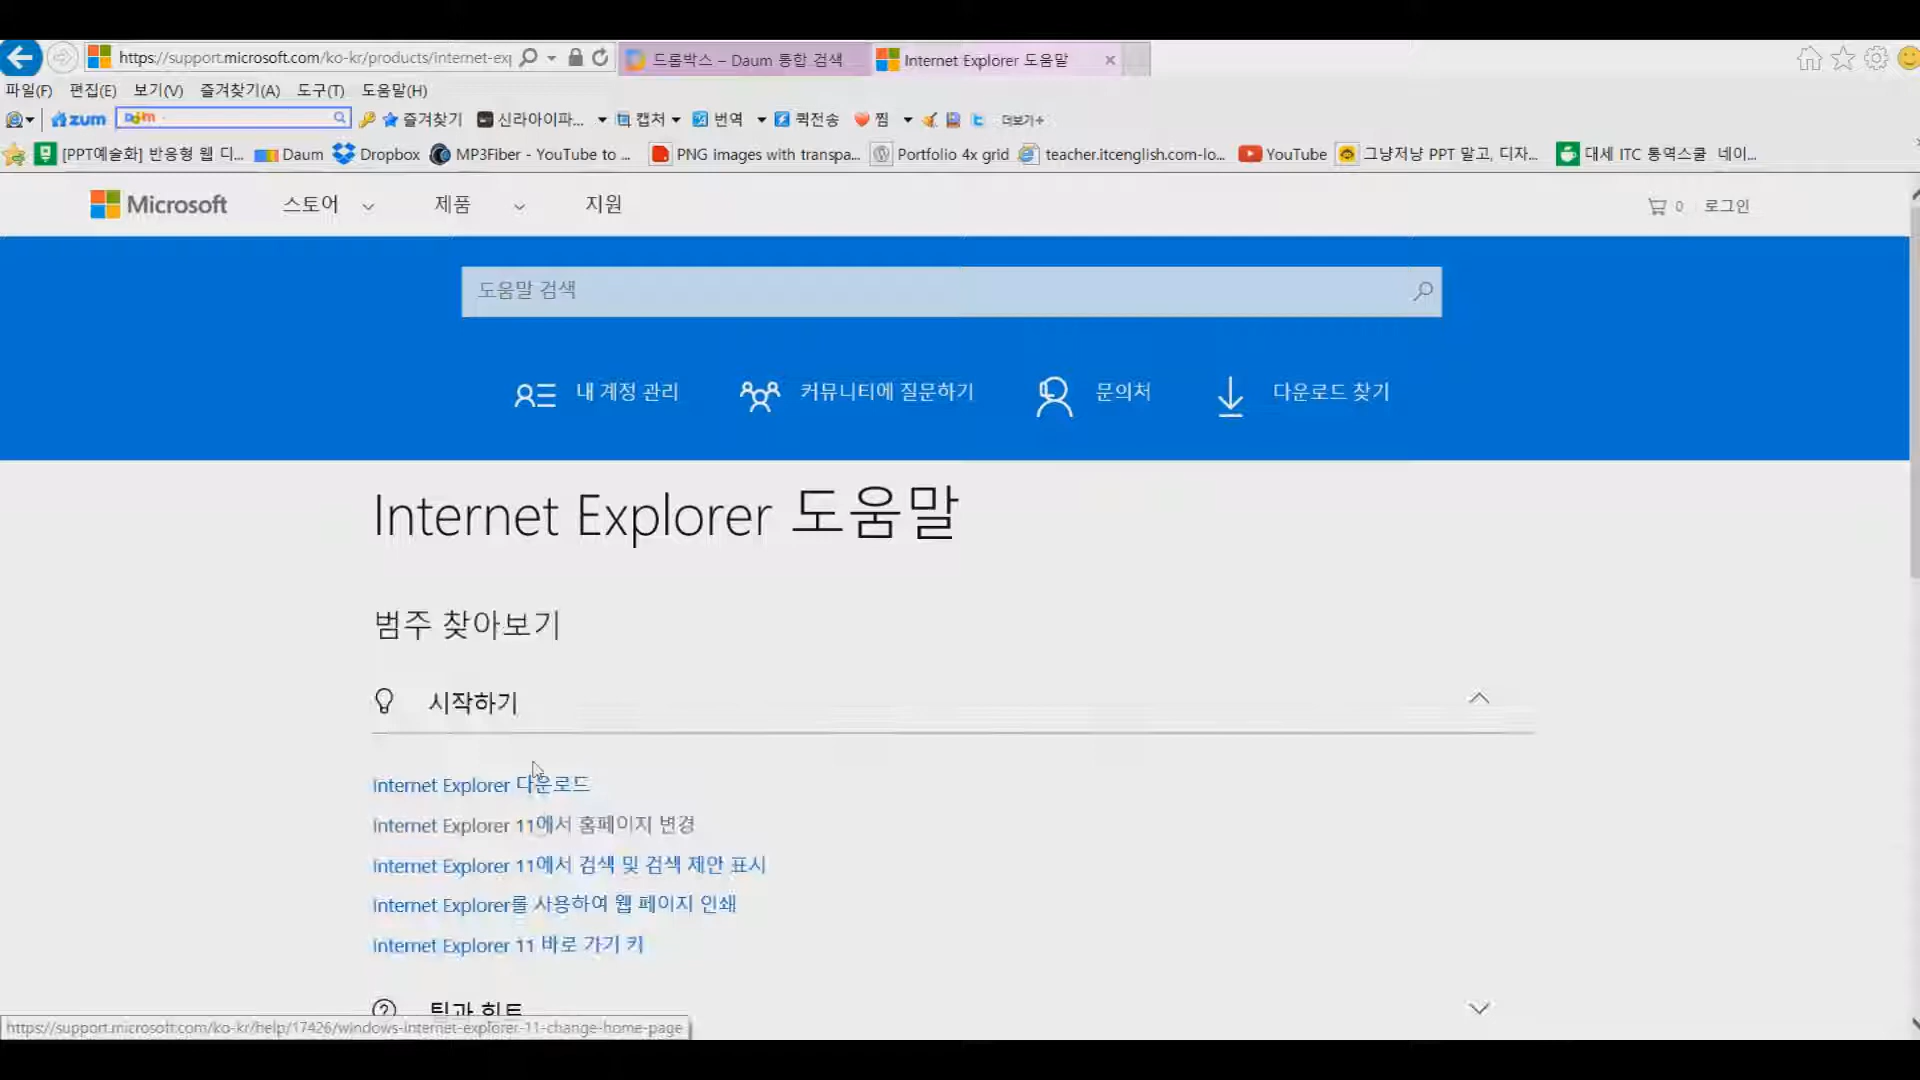 https://support.microsoft.com/ko-kr/products/internet-exp
드롭박스 – Daum 통합 검색
Internet Explorer 도움말
파일(F) 편집(E) 보기(V) 즐겨찾기(A) 도구(T) 도움말(H)
zum 즐겨찾기 신라아이파... 캡처 번역 퀵전송 찜 더보기+
[PPT예술화] 반응형 웹 디... Daum Dropbox MP3Fiber - YouTube to ... PNG images with transpa... Portfolio 4x grid teacher.itcenglish.com-lo... YouTube 그냥저냥 PPT 말고, 디자... 대세 ITC 통역스쿨 네이...
Microsoft 스토어 제품 지원 0 로그인
도움말 검색
내 계정 관리 커뮤니티에 질문하기 문의처 다운로드 찾기
Internet Explorer 도움말
범주 찾아보기
시작하기
Internet Explorer 다운로드
Internet Explorer 11에서 홈페이지 변경
Internet Explorer 11에서 검색 및 검색 제안 표시
Internet Explorer를 사용하여 웹 페이지 인쇄
Internet Explorer 11 바로 가기 키
팁과 힌트
https://support.microsoft.com/ko-kr/help/17426/windows-internet-explorer-11-change-home-page